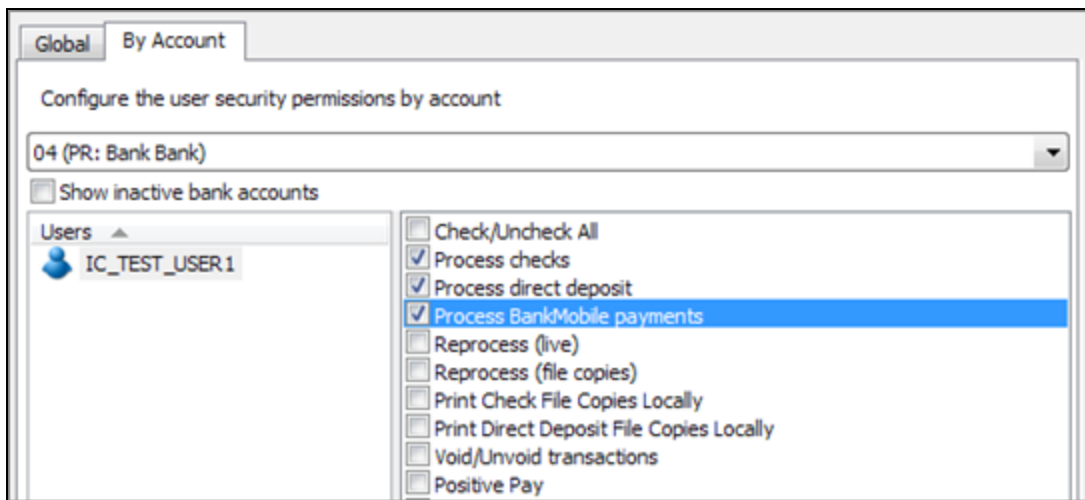 Global By Account
Configure the user security permissions by account
04 (PR: Bank Bank)
Show inactive bank accounts
Users
IC_TEST_USER1
Check/Uncheck All
Process checks
Process direct deposit
Process BankMobile payments
Reprocess (live)
Reprocess (file copies)
Print Check File Copies Locally
Print Direct Deposit File Copies Locally
Void/Unvoid transactions
Positive Pay